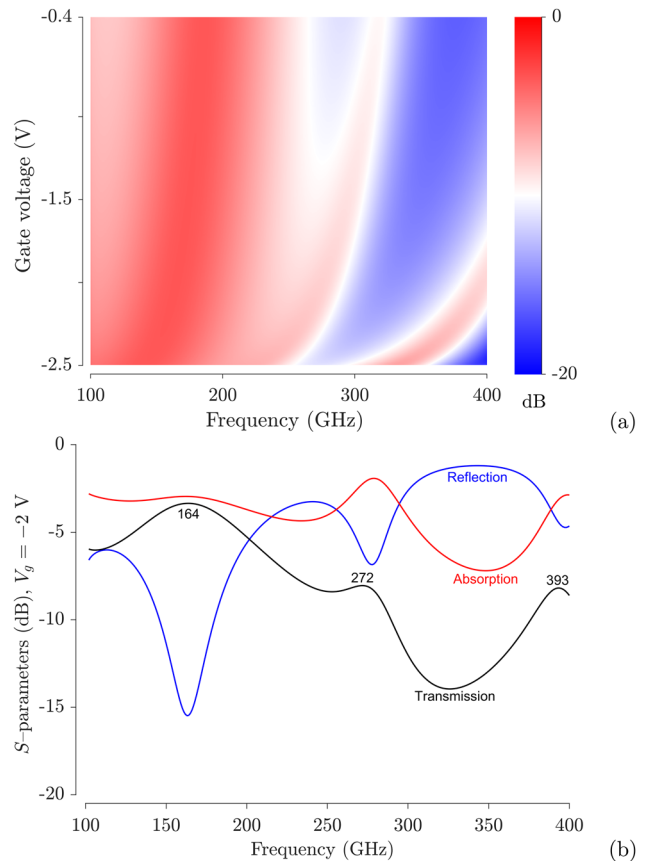 -0.4
-1.5
-2.5
Gate voltage (V)
100
200
300
400
Frequency (GHz)
0
-20
dB
(a)
0
-5
-10
-15
-20
S-parameters (dB), V_g = −2 V
Reflection
164
272
Absorption
393
Transmission
100
150
200
250
300
350
400
Frequency (GHz)
(b)